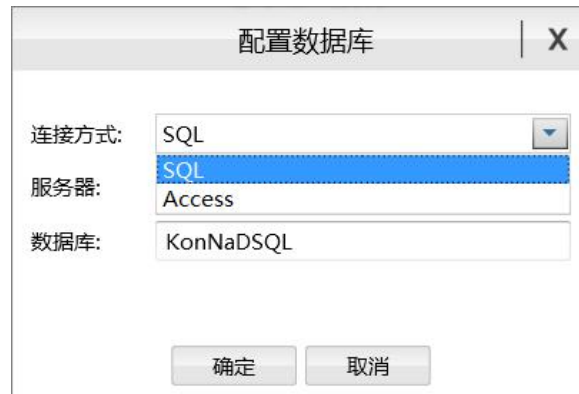 配置数据库
X
连接方式: SQL
SQL
服务器:
Access
数据库: KonNaDSQL
确定 取消